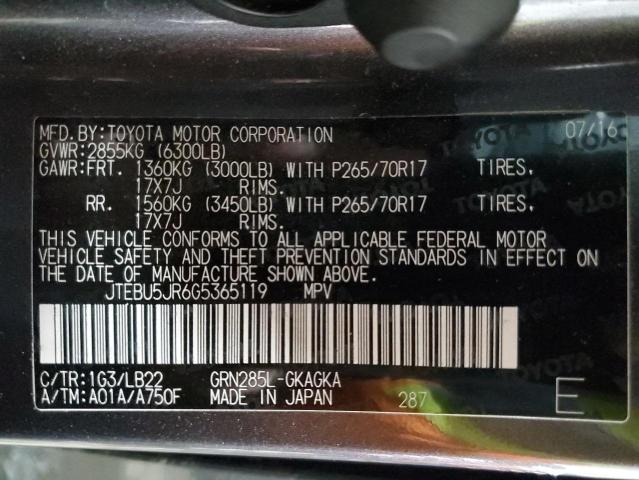 MFD.BY:TOYOTA MOTOR CORPORATION 07/16
GVWR:2855KG (6300LB)
GAWR:FRT. 1360KG (3000LB) WITH P265/70R17 TIRES.
17X7J RIMS.
RR. 1560KG (3450LB) WITH P265/70R17 TIRES.
17X7J RIMS.
THIS VEHICLE CONFORMS TO ALL APPLICABLE FEDERAL MOTOR
VEHICLE SAFETY AND THEFT PREVENTION STANDARDS IN EFFECT ON
THE DATE OF MANUFACTURE SHOWN ABOVE.
JTEBU5JR6G5365119 MPV
C/TR:1G3/LB22 GRN285L-GKAGKA
A/TM:A01A/A750F MADE IN JAPAN 287 E